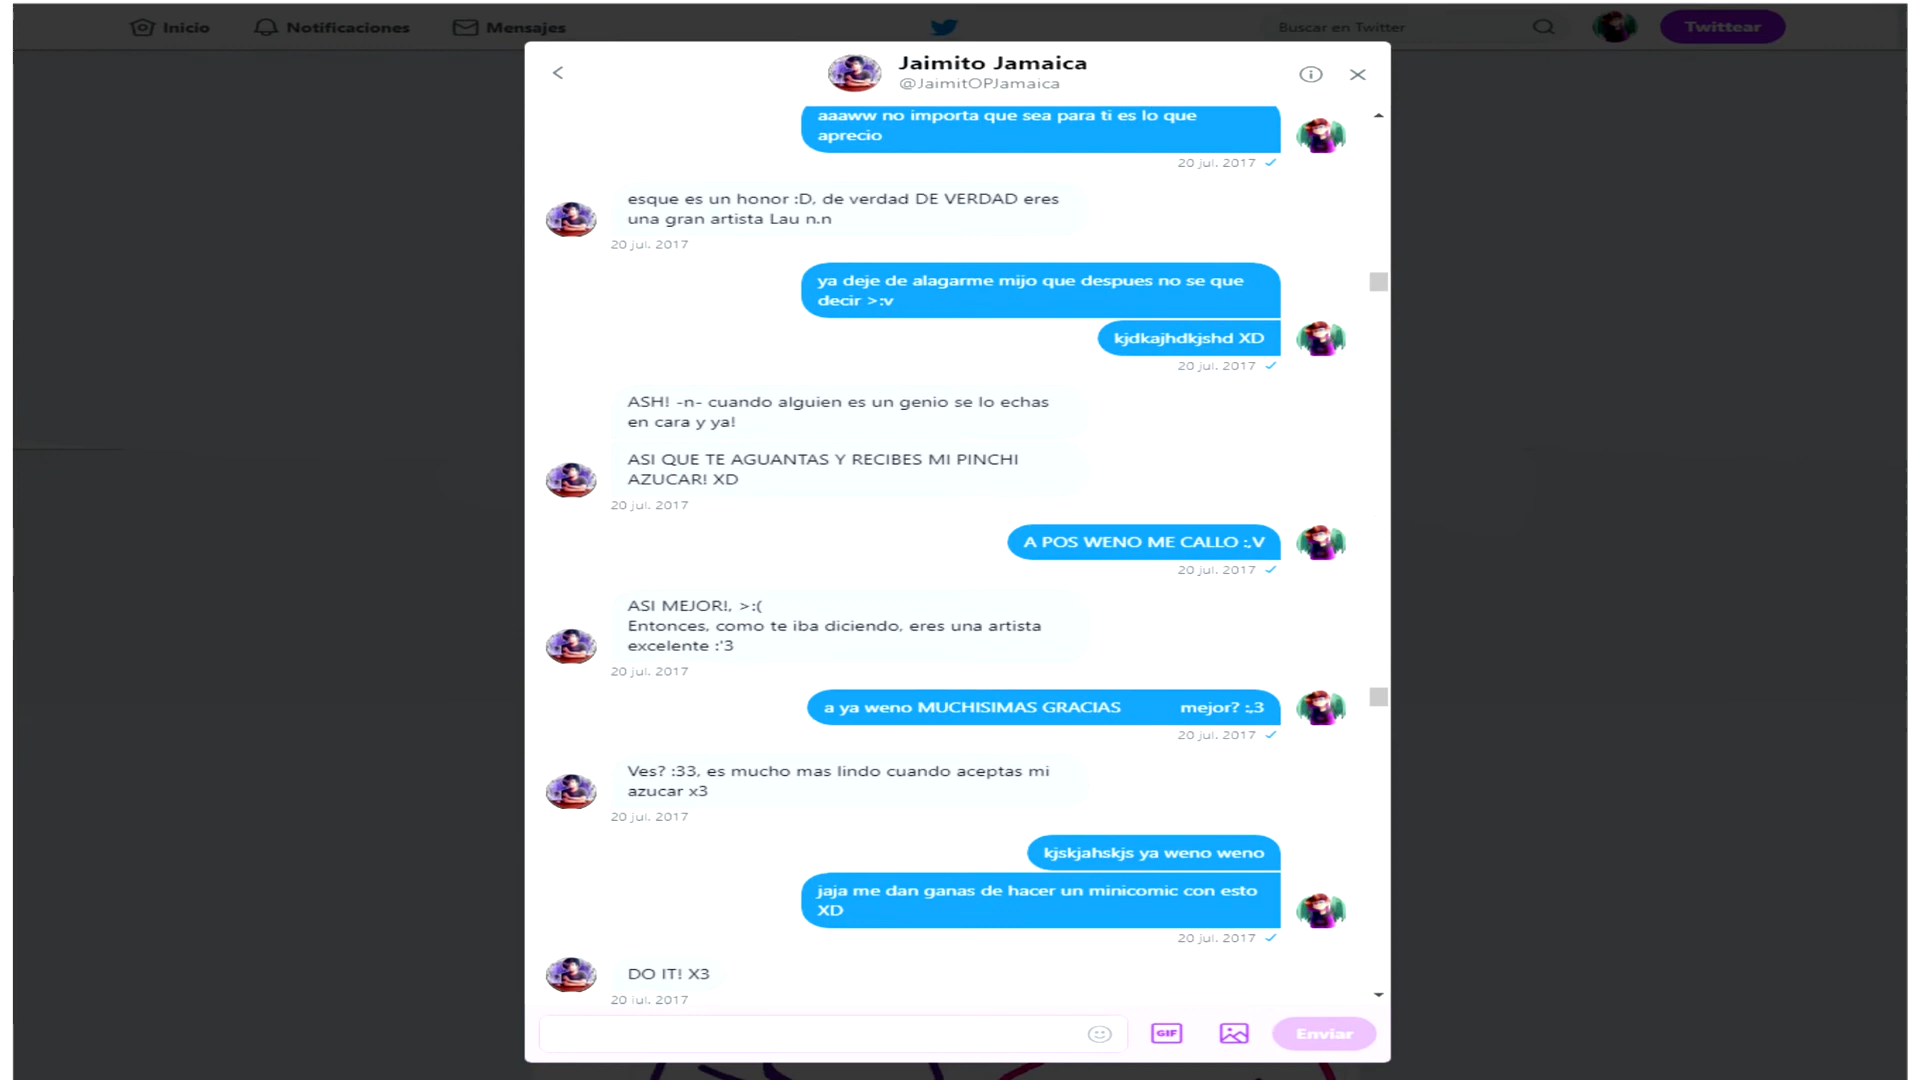 Inicio
Notificaciones
Mensajes
Buscar en Twitter
Twittear
Jaimito Jamaica
@JaimitOPJamaica
aaaww no importa que sea para ti es lo que
aprecio
20 jul. 2017
esque es un honor :D, de verdad DE VERDAD eres
una gran artista Lau n.n
20 jul. 2017
ya deje de alagarme mijo que despues no se que
decir >:v
kjdkajhdkjshd XD
20 jul. 2017
ASH! -n- cuando alguien es un genio se lo echas
en cara y ya!
ASI QUE TE AGUANTAS Y RECIBES MI PINCHI
AZUCAR! XD
20 jul. 2017
A POS WENO ME CALLO :,V
20 jul. 2017
ASI MEJOR!, >:(
Entonces, como te iba diciendo, eres una artista
excelente :'3
20 jul. 2017
a ya weno MUCHISIMAS GRACIAS mejor? :,3
20 jul. 2017
Ves? :33, es mucho mas lindo cuando aceptas mi
azucar x3
20 jul. 2017
kjskjahskjs ya weno weno
jaja me dan ganas de hacer un minicomic con esto
XD
20 jul. 2017
DO IT! X3
20 jul. 2017
GIF
Enviar